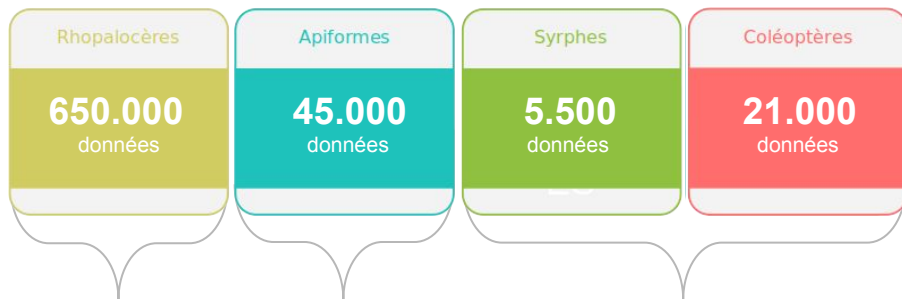 Rhopalocères
650.000
données
Apiformes
45.000
données
Syrphes
5.500
données
Coléoptères
21.000
données